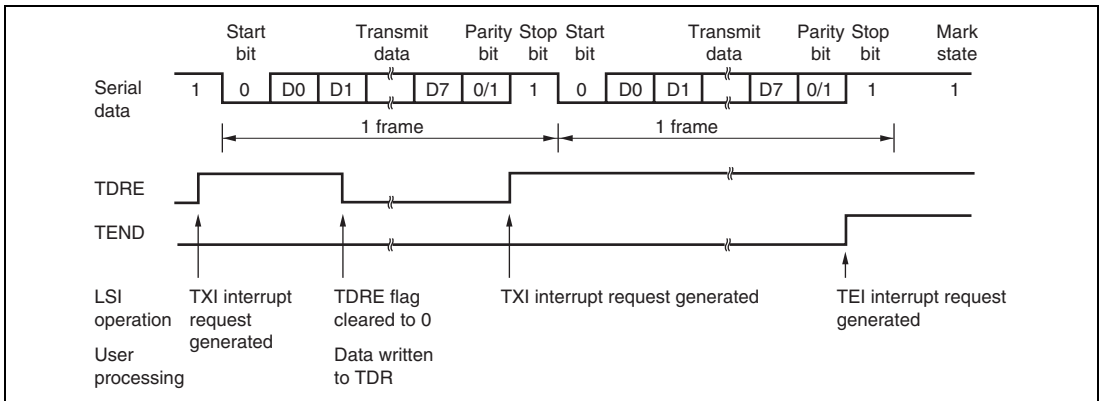 Start bit Transmit data Parity bit Stop bit Start bit Transmit data Parity bit Stop bit Mark state
Serial data 1 0 D0 D1 D7 0/1 1 0 D0 D1 D7 0/1 1 1
1 frame 1 frame
TDRE
TEND
LSI operation TXI interrupt request generated TDRE flag cleared to 0 TXI interrupt request generated TEI interrupt request generated
User processing Data written to TDR